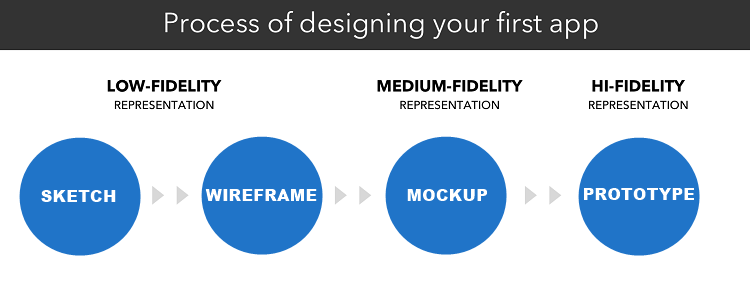 Process of designing your first app
LOW-FIDELITY
REPRESENTATION
MEDIUM-FIDELITY
REPRESENTATION
HI-FIDELITY
REPRESENTATION
SKETCH
WIREFRAME
MOCKUP
PROTOTYPE